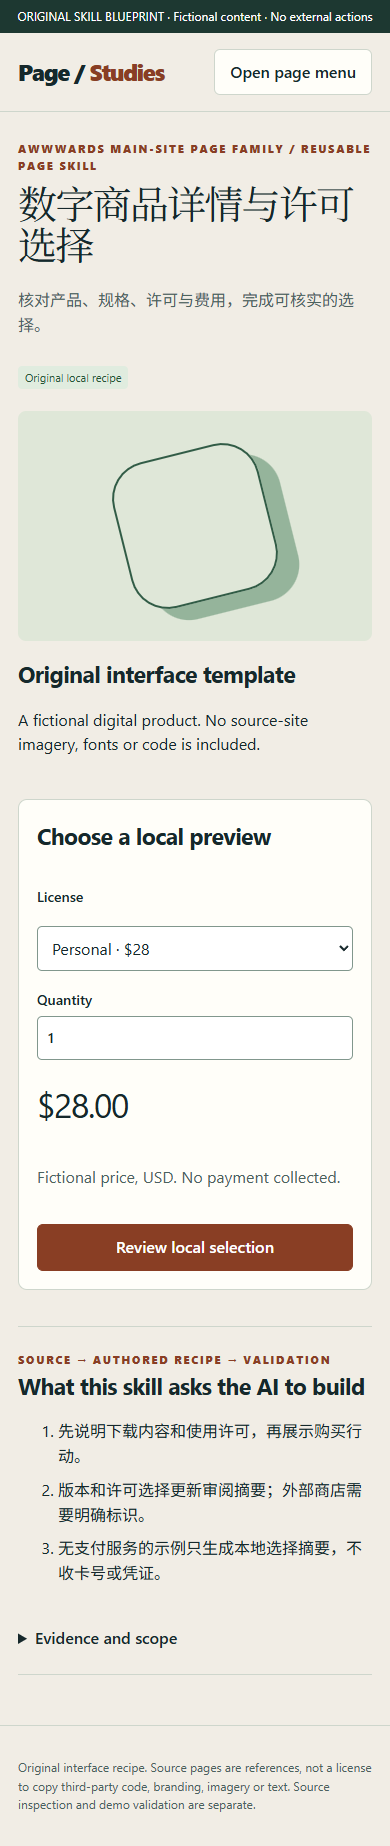 ORIGINAL SKILL BLUEPRINT · Fictional content · No external actions
Page / Studies
Open page menu
AWWWARDS MAIN-SITE PAGE FAMILY / REUSABLE
PAGE SKILL
数字商品详情与许可
选择
核对产品、规格、许可与费用，完成可核实的选
择。
Original local recipe
Original interface template
A fictional digital product. No source-site
imagery, fonts or code is included.
Choose a local preview
License
Personal · $28
Quantity
1
$28.00
Fictional price, USD. No payment collected.
Review local selection
SOURCE → AUTHORED RECIPE → VALIDATION
What this skill asks the AI to build
1. 先说明下载内容和使用许可，再展示购买行
动。
2. 版本和许可选择更新审阅摘要；外部商店需
要明确标识。
3. 无支付服务的示例只生成本地选择摘要，不
收卡号或凭证。
Evidence and scope
Original interface recipe. Source pages are references, not a license
to copy third-party code, branding, imagery or text. Source
inspection and demo validation are separate.